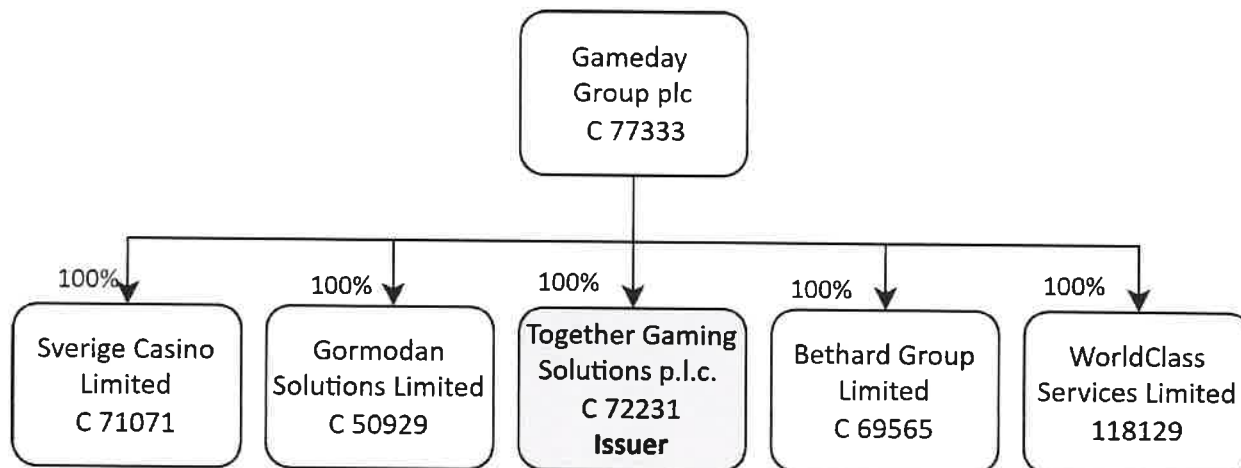 Gameday
Group plc
C 77333
100%
100%
100%
100%
100%
Sverige Casino
Limited
C 71071
Gormodan
Solutions Limited
C 50929
Together Gaming
Solutions p.l.c.
C 72231
Issuer
Bethard Group
Limited
C 69565
WorldClass
Services Limited
118129